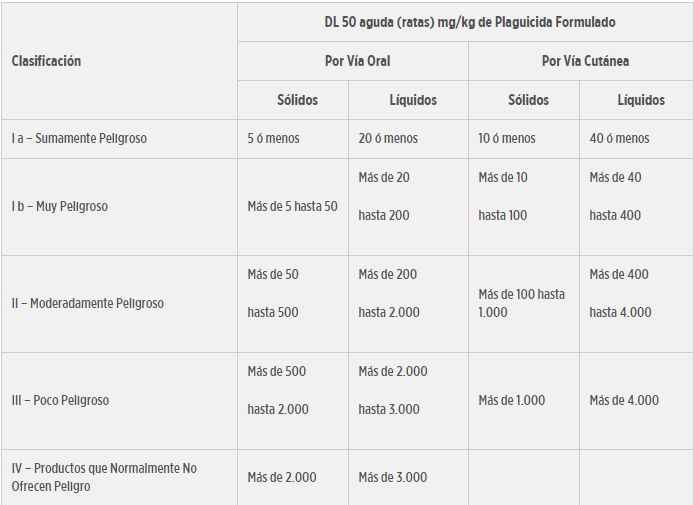 DL 50 aguda (ratas) mg/kg de Plaguicida Formulado
Clasificación
Por Vía Oral
Por Vía Cutánea
Sólidos
Líquidos
Sólidos
Líquidos
I a – Sumamente Peligroso
5 ó menos
20 ó menos
10 ó menos
40 ó menos
I b – Muy Peligroso
Más de 5 hasta 50
Más de 20
hasta 200
Más de 10
hasta 100
Más de 40
hasta 400
II – Moderadamente Peligroso
Más de 50
hasta 500
Más de 200
hasta 2.000
Más de 100 hasta
1.000
Más de 400
hasta 4.000
III – Poco Peligroso
Más de 500
hasta 2.000
Más de 2.000
hasta 3.000
Más de 1.000
Más de 4.000
IV – Productos que Normalmente No
Ofrecen Peligro
Más de 2.000
Más de 3.000